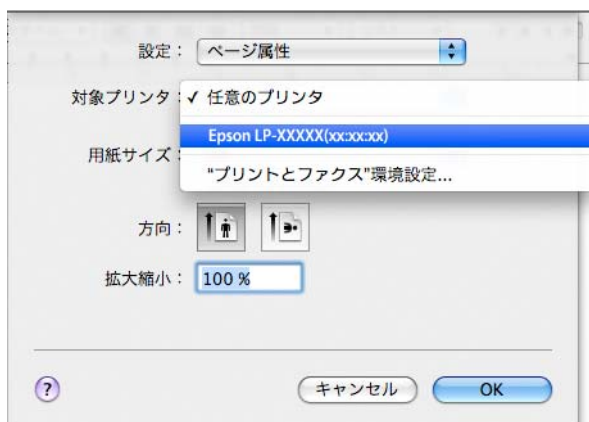 設定： ページ属性
対象プリンタ： ✓ 任意のプリンタ
Epson LP-XXXXX(xx:xx:xx)
用紙サイズ：
"プリントとファクス"環境設定...
方向：
拡大縮小： 100 %
? キャンセル OK